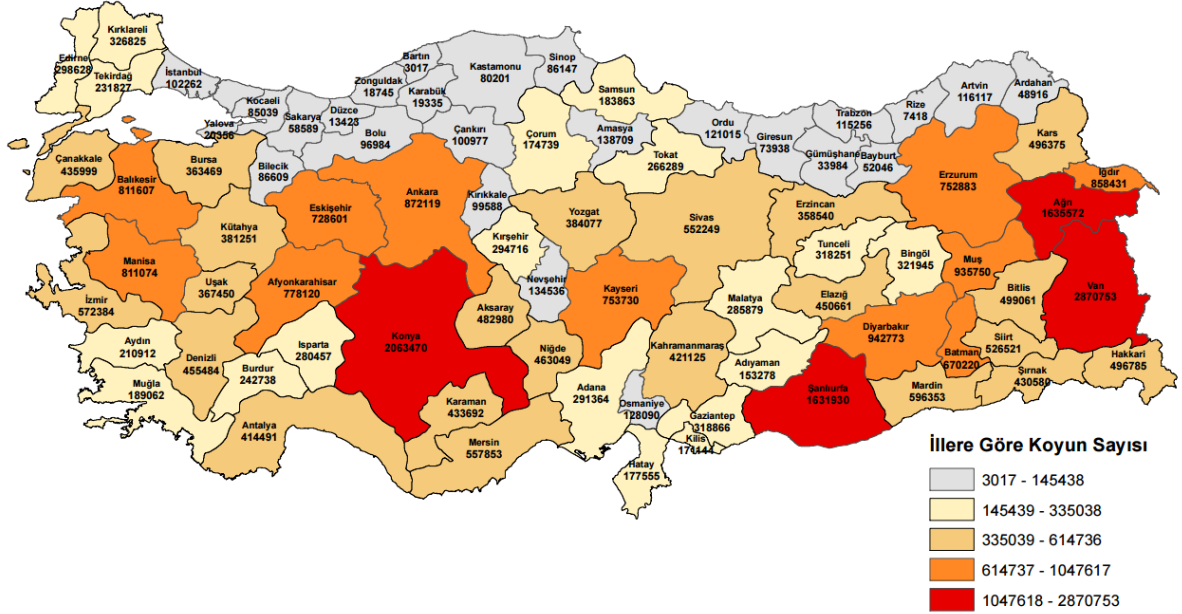 Kırklareli
326825
Edirne
298628
Tekirdağ
231827
İstanbul
102262
Kocaeli
85039
Yalova
20356
Sakarya
58589
Düzce
13423
Zonguldak
18745
Bartın
3017
Karabük
19335
Kastamonu
80201
Sinop
86147
Samsun
183863
Bolu
96984
Çankırı
100977
Çorum
174739
Amasya
138709
Tokat
266289
Ordu
121015
Giresun
73938
Trabzon
115256
Gümüşhane
33984
Bayburt
52046
Rize
7418
Artvin
116117
Ardahan
48916
Kars
496375
Iğdır
858431
Erzurum
752883
Ağrı
1635572
Çanakkale
435999
Balıkesir
811607
Bursa
363469
Bilecik
86609
Eskişehir
728601
Ankara
872119
Kırıkkale
99588
Yozgat
384077
Sivas
552249
Erzincan
358540
Tunceli
318251
Bingöl
321945
Muş
935750
Van
2870753
Kütahya
381251
Kırşehir
294716
Nevşehir
134536
Kayseri
753730
Malatya
285879
Elazığ
450661
Bitlis
499061
Manisa
811074
Uşak
367450
Afyonkarahisar
778120
İzmir
572384
Aksaray
482980
Konya
2063470
Niğde
463049
Kahramanmaraş
421125
Adıyaman
153278
Diyarbakır
942773
Batman
670220
Siirt
526521
Şırnak
430580
Hakkari
496785
Aydın
210912
Denizli
455484
Isparta
280457
Burdur
242738
Muğla
189062
Antalya
414491
Karaman
433692
Mersin
557853
Adana
291364
Osmaniye
128090
Gaziantep
318866
Kilis
Şanlıurfa
1631930
Mardin
596353
Hatay
177555
İllere Göre Koyun Sayısı
3017 - 145438
145439 - 335038
335039 - 614736
614737 - 1047617
1047618 - 2870753